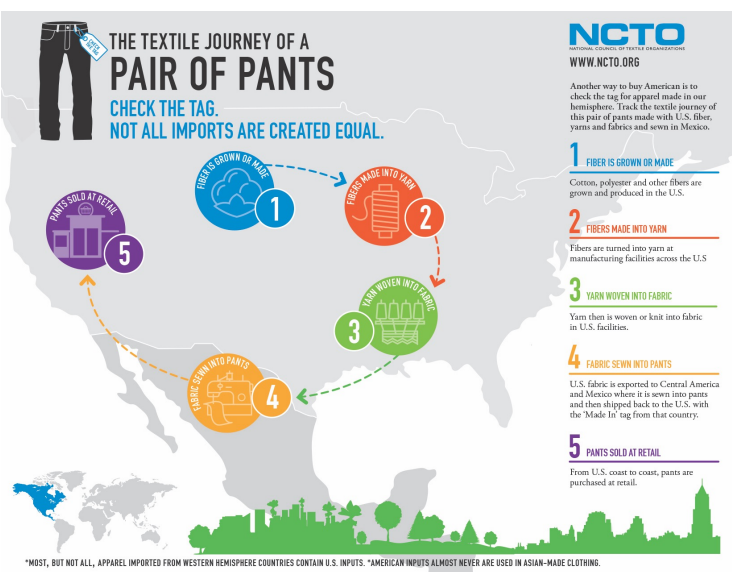 THE TEXTILE JOURNEY OF A
PAIR OF PANTS
CHECK THE TAG.
NOT ALL IMPORTS ARE CREATED EQUAL.
CHECK
THE TAG
FIBER IS GROWN OR MADE
1
FIBERS MADE INTO YARN
2
YARN WOVEN INTO FABRIC
3
FABRIC SEWN INTO PANTS
4
PANTS SOLD AT RETAIL
5
NCTO
NATIONAL COUNCIL OF TEXTILE ORGANIZATIONS
WWW.NCTO.ORG
Another way to buy American is to
check the tag for apparel made in our
hemisphere. Track the textile journey of
this pair of pants made with U.S. fiber,
yarns and fabrics and sewn in Mexico.
1 FIBER IS GROWN OR MADE
Cotton, polyester and other fibers are
grown and produced in the U.S.
2 FIBERS MADE INTO YARN
Fibers are turned into yarn at
manufacturing facilities across the U.S
3 YARN WOVEN INTO FABRIC
Yarn then is woven or knit into fabric
in U.S. facilities.
4 FABRIC SEWN INTO PANTS
U.S. fabric is exported to Central America
and Mexico where it is sewn into pants
and then shipped back to the U.S. with
the 'Made In' tag from that country.
5 PANTS SOLD AT RETAIL
From U.S. coast to coast, pants are
purchased at retail.
*MOST, BUT NOT ALL, APPAREL IMPORTED FROM WESTERN HEMISPHERE COUNTRIES CONTAIN U.S. INPUTS. *AMERICAN INPUTS ALMOST NEVER ARE USED IN ASIAN-MADE CLOTHING.